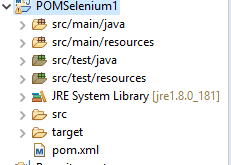 POMSelenium1
src/main/java
src/main/resources
src/test/java
src/test/resources
JRE System Library [jre1.8.0_181]
src
target
pom.xml